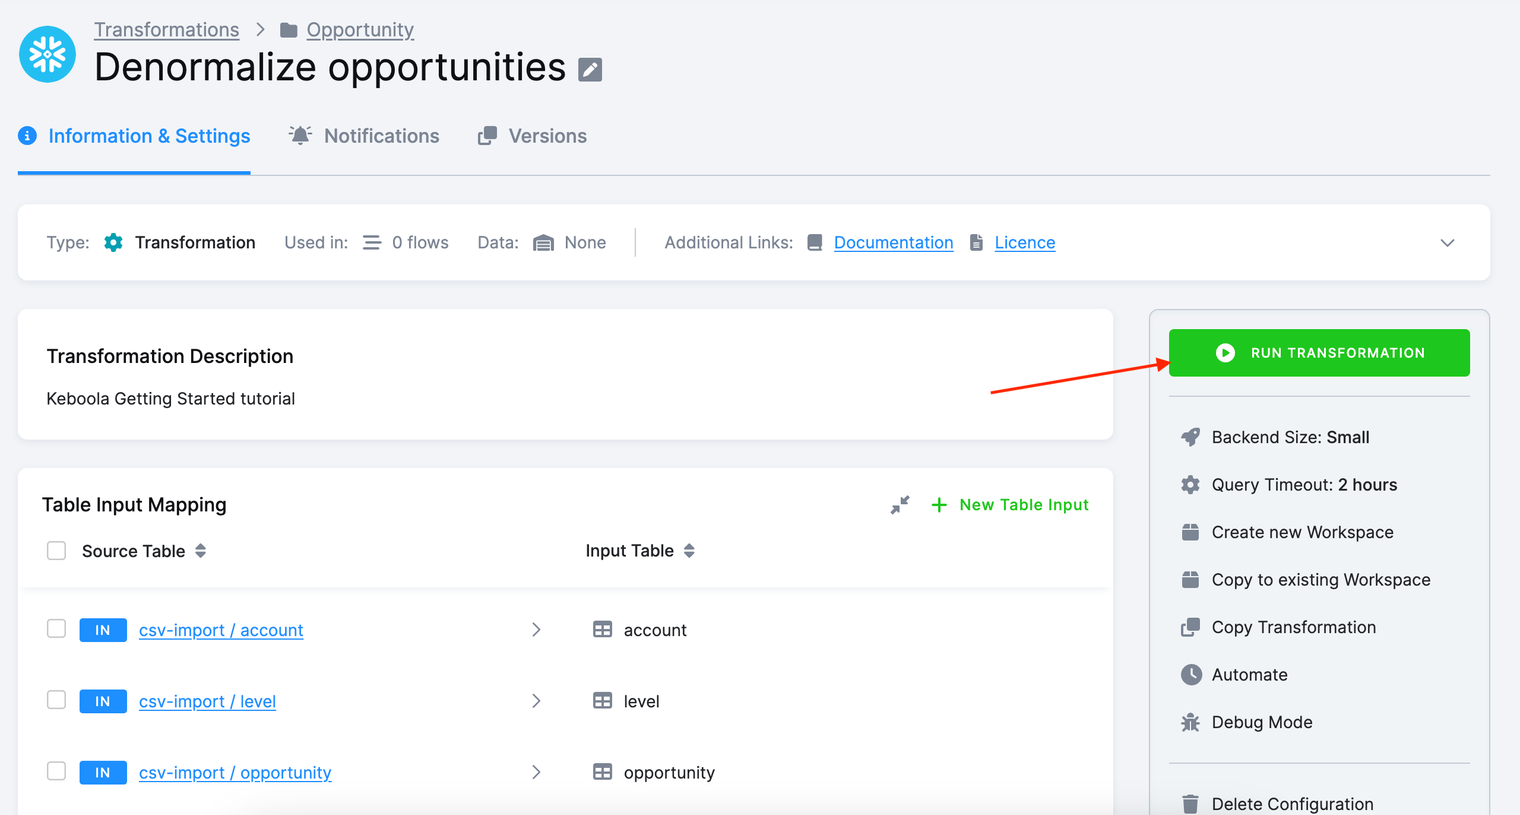 Transformations > Opportunity
Denormalize opportunities
Information & Settings Notifications Versions
Type: Transformation Used in: 0 flows Data: None Additional Links: Documentation Licence
Transformation Description
Keboola Getting Started tutorial
Table Input Mapping New Table Input
Source Table Input Table
IN csv-import / account account
IN csv-import / level level
IN csv-import / opportunity opportunity
RUN TRANSFORMATION
Backend Size: Small
Query Timeout: 2 hours
Create new Workspace
Copy to existing Workspace
Copy Transformation
Automate
Debug Mode
Delete Configuration